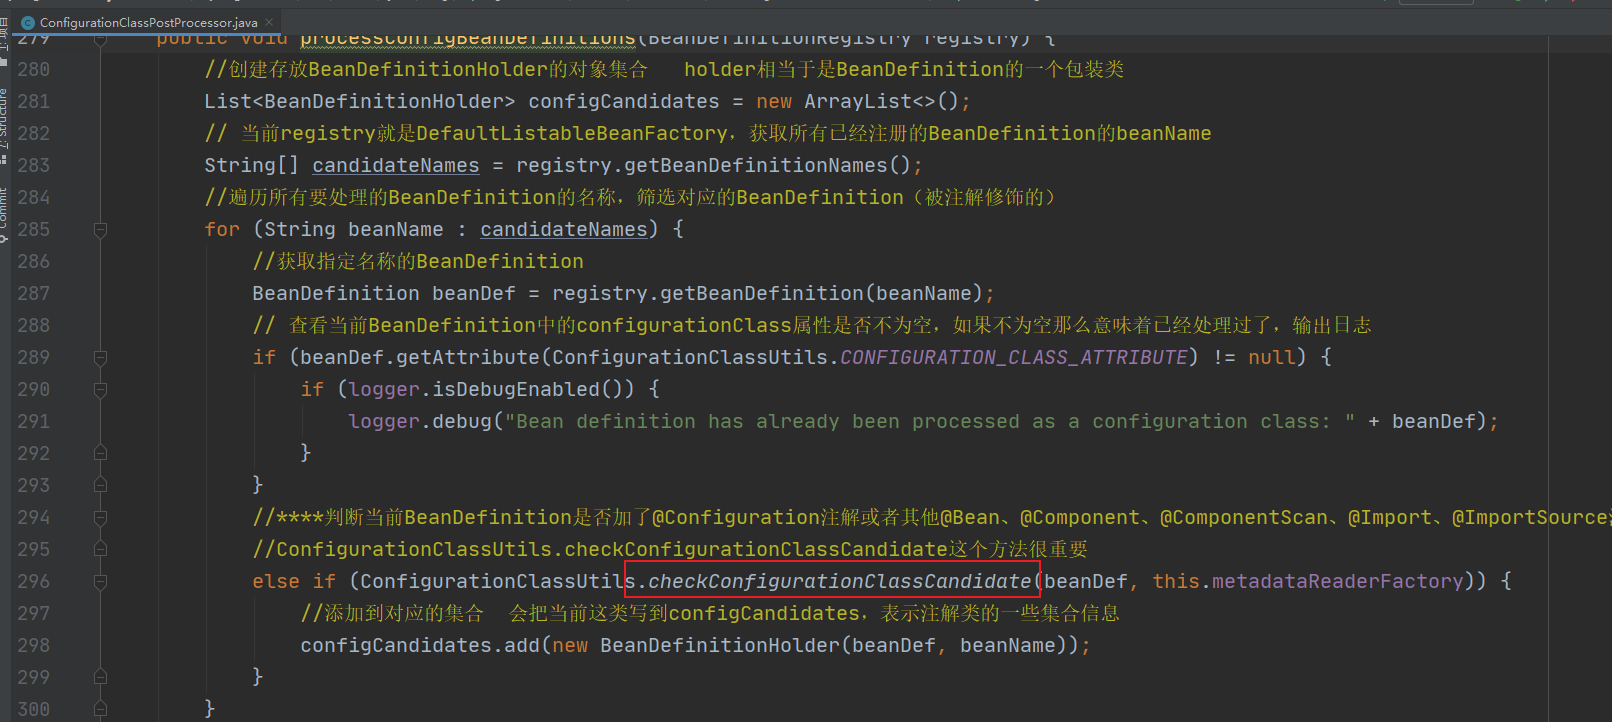 ConfigurationClassPostProcessor.java
279 public void processConfigBeanDefinitions(BeanDefinitionRegistry registry) {
280 //创建存放BeanDefinitionHolder的对象集合 holder相当于是BeanDefinition的一个包装类
281 List<BeanDefinitionHolder> configCandidates = new ArrayList<>();
282 // 当前registry就是DefaultListableBeanFactory，获取所有已经注册的BeanDefinition的beanName
283 String[] candidateNames = registry.getBeanDefinitionNames();
284 //遍历所有要处理的BeanDefinition的名称，筛选对应的BeanDefinition（被注解修饰的）
285 for (String beanName : candidateNames) {
286 //获取指定名称的BeanDefinition
287 BeanDefinition beanDef = registry.getBeanDefinition(beanName);
288 // 查看当前BeanDefinition中的configurationClass属性是否不为空，如果不为空那么意味着已经处理过了，输出日志
289 if (beanDef.getAttribute(ConfigurationClassUtils.CONFIGURATION_CLASS_ATTRIBUTE) != null) {
290 if (logger.isDebugEnabled()) {
291 logger.debug("Bean definition has already been processed as a configuration class: " + beanDef);
292 }
293 }
294 //****判断当前BeanDefinition是否加了@Configuration注解或者其他@Bean、@Component、@ComponentScan、@Import、@ImportSource
295 //ConfigurationClassUtils.checkConfigurationClassCandidate这个方法很重要
296 else if (ConfigurationClassUtils.checkConfigurationClassCandidate(beanDef, this.metadataReaderFactory)) {
297 //添加到对应的集合 会把当前这类写到configCandidates，表示注解类的一些集合信息
298 configCandidates.add(new BeanDefinitionHolder(beanDef, beanName));
299 }
300 }
Structure
Commit